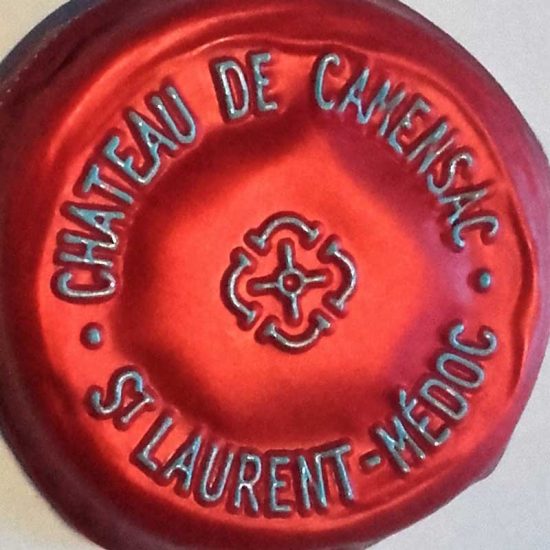 CHATEAU DE CAMENSAC
ST LAURENT-MÉDOC